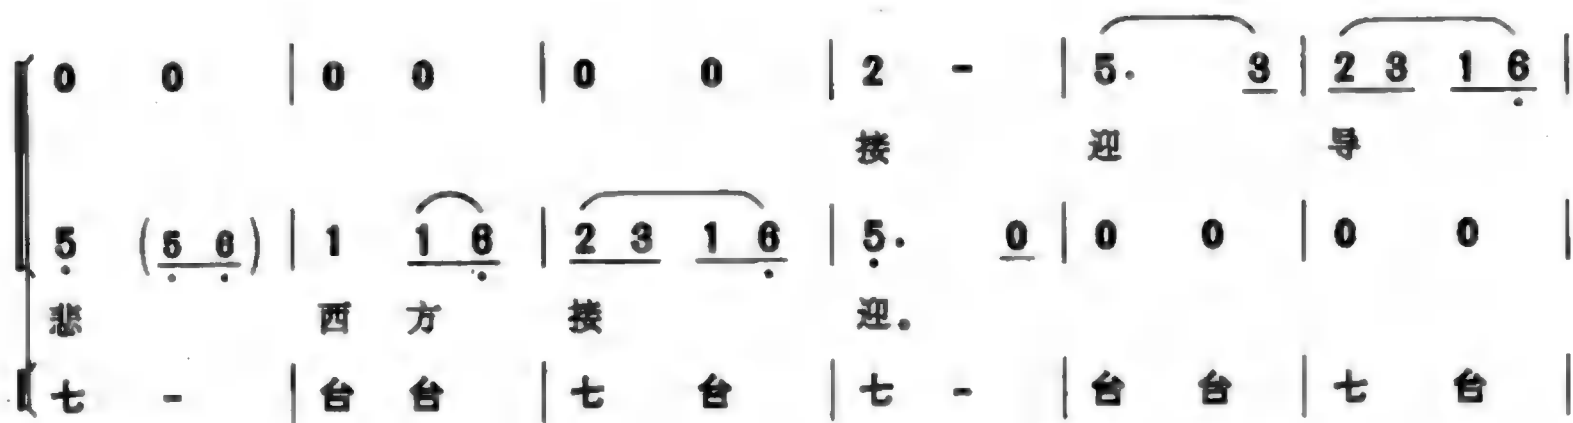 0 0 | 0 0 | 0 0 | 2 - | 5. 3 | 2 3 1 6 |
接 迎 导
5 (5 6) | 1 1 6 | 2 3 1 6 | 5. 0 | 0 0 | 0 0 |
悲 西 方 接 迎。
七 - | 台 台 | 七 台 | 七 - | 台 台 | 七 台 |